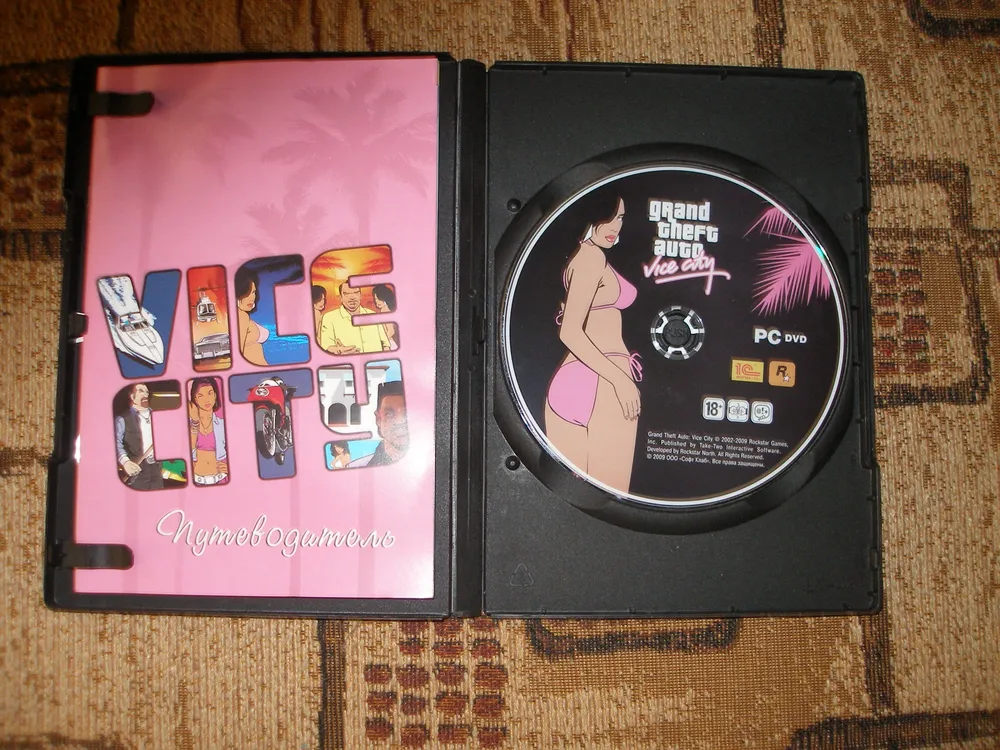 VICE
CITY
Путеводитель
grand
theft
auto
Vice City
PC DVD
1C
R
18+
Grand Theft Auto: Vice City © 2002-2009 Rockstar Games,
Inc. Published by Take-Two Interactive Software.
Developed by Rockstar North. All Rights Reserved.
© 2009 ООО «Софт Клаб». Все права защищены.